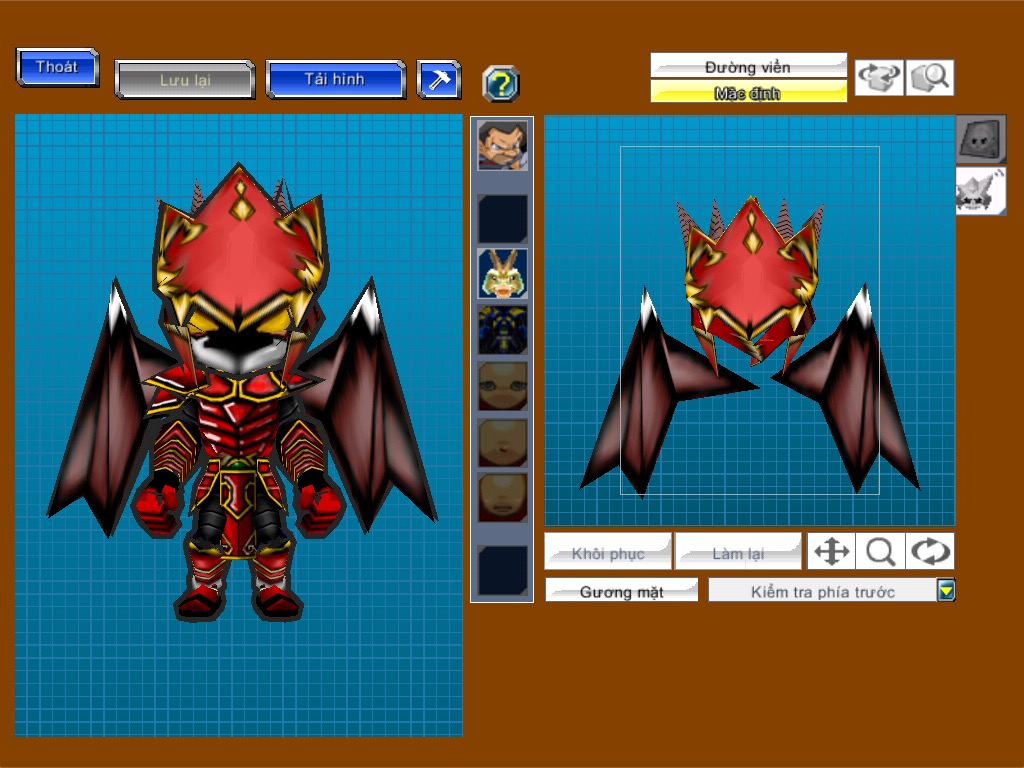 Thoát
Lưu lại
Tải hình
?
Đường viền
Mặc định
Khôi phục
Làm lại
Gương mặt
Kiểm tra phía trước